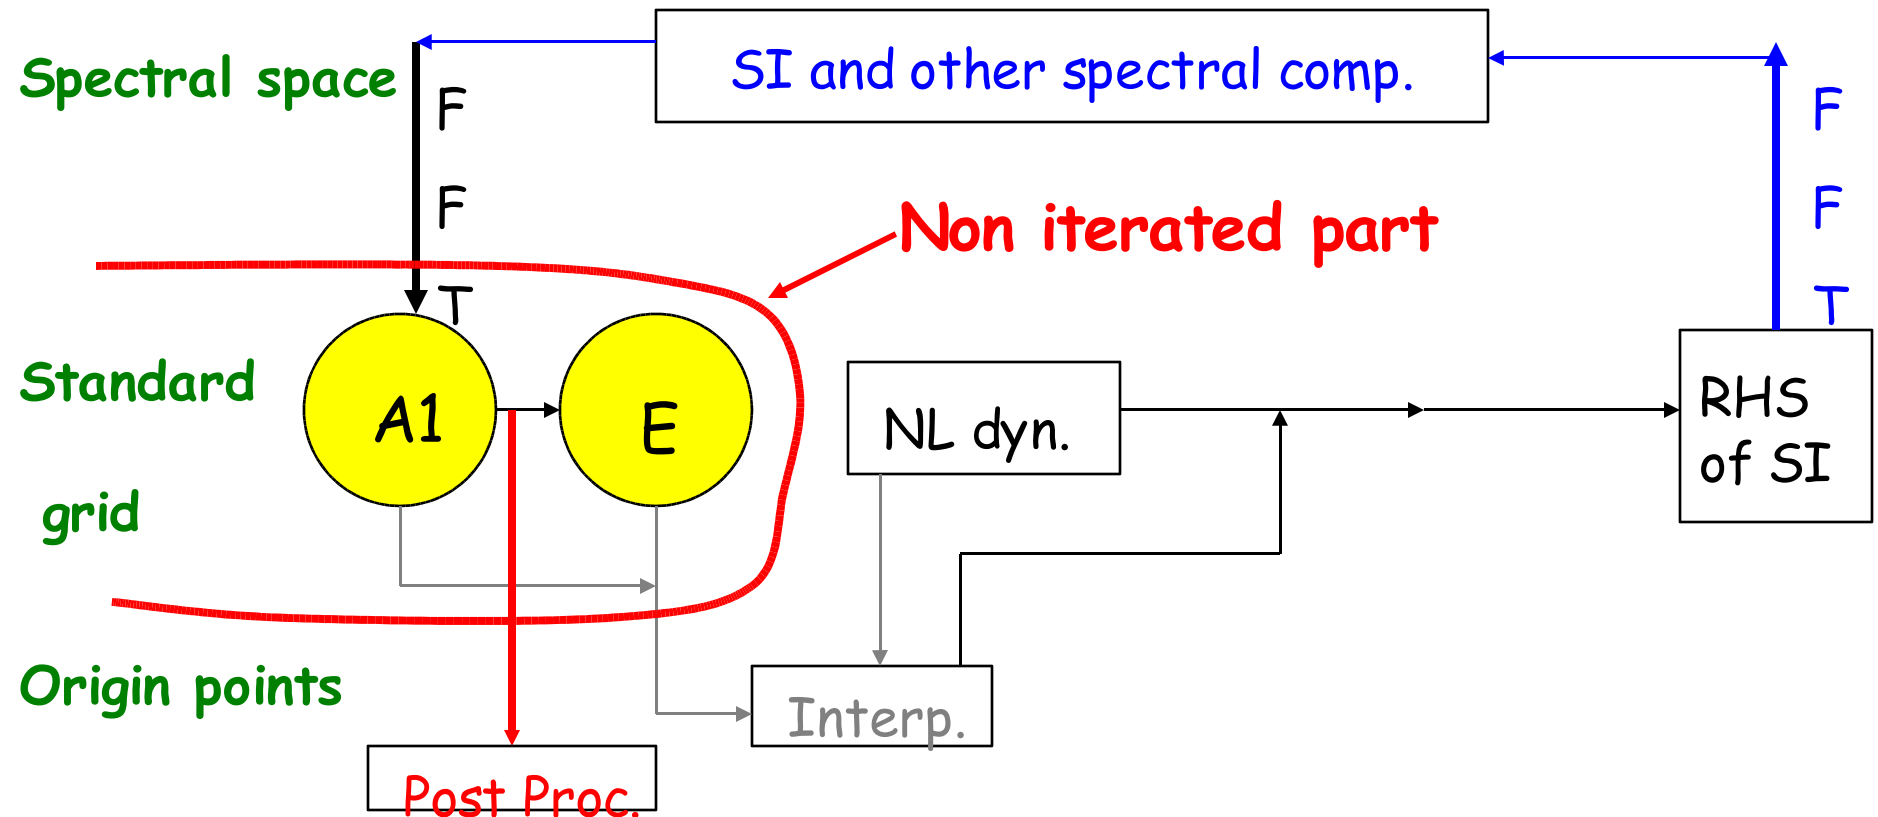 SI and other spectral comp.
Spectral space
F
F
T
F
F
T
Non iterated part
Standard
grid
A1
E
NL dyn.
RHS
of SI
Origin points
Interp.
Post Proc.